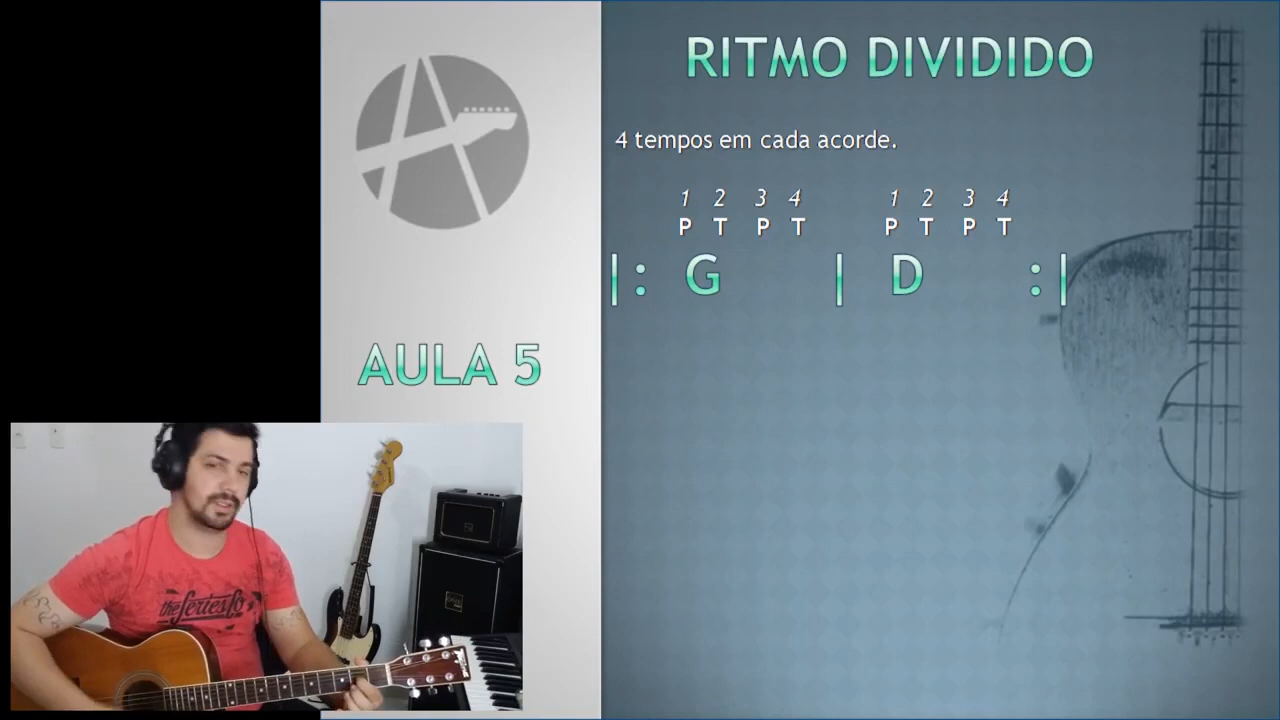 RITMO DIVIDIDO
4 tempos em cada acorde.
1 2 3 4 1 2 3 4
P T P T P T P T
|: G | D :|
AULA 5